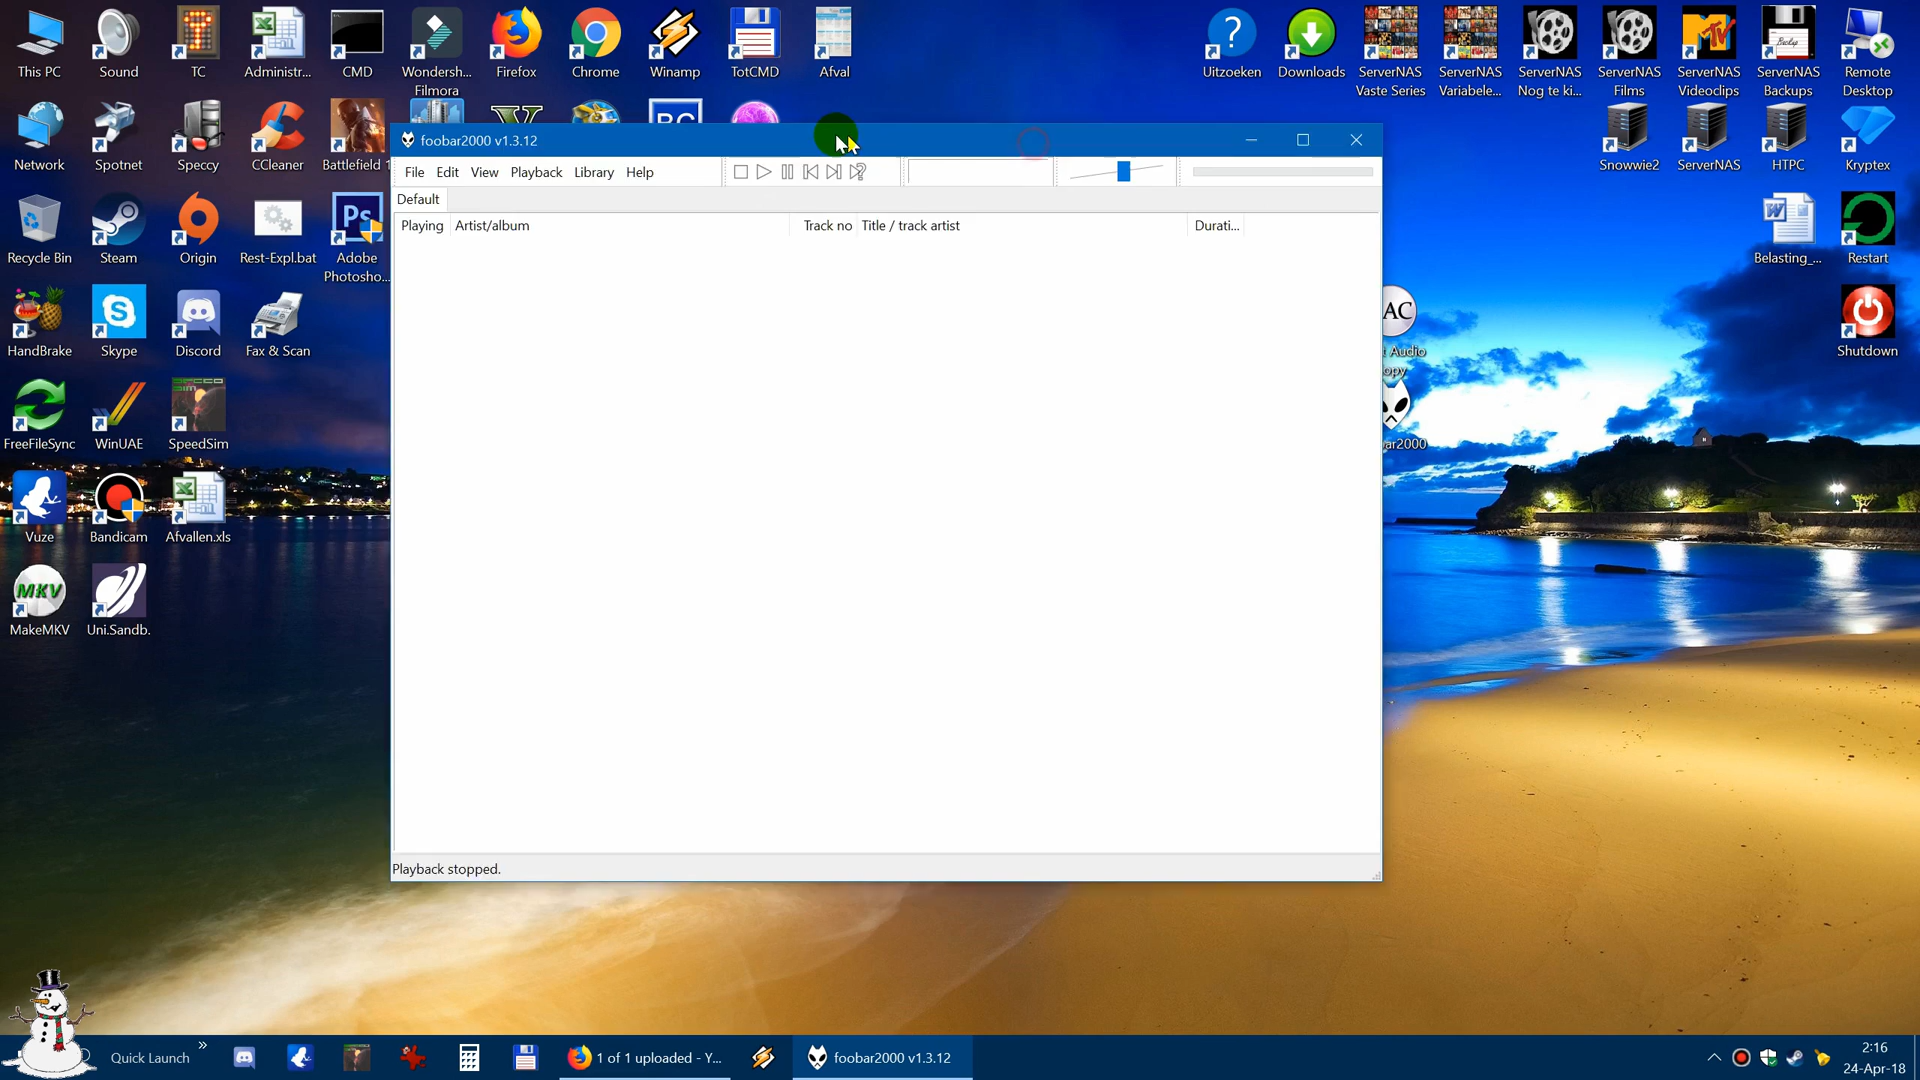 This PC
Sound
TC
Administr...
CMD
Wondersh...
Filmora
Firefox
Chrome
Winamp
TotCMD
Afval
Uitzoeken
Downloads
ServerNAS
Vaste Series
ServerNAS
Variabele...
ServerNAS
Nog te ki...
ServerNAS
Films
ServerNAS
Videoclips
ServerNAS
Backups
Remote
Desktop
Network
Spotnet
Speccy
CCleaner
Battlefield 1
Snowwie2
ServerNAS
HTPC
Kryptex
foobar2000 v1.3.12
File Edit View Playback Library Help
Default
Playing Artist/album Track no Title / track artist Durati...
Recycle Bin
Steam
Origin
Rest-Expl.bat
Adobe
Photosho...
Belasting_...
Restart
HandBrake
Skype
Discord
Fax & Scan
AC
t Audio
opy
Shutdown
FreeFileSync
WinUAE
SpeedSim
ar2000
Vuze
Bandicam
Afvallen.xls
MKV
MakeMKV
Uni.Sandb.
Playback stopped.
Quick Launch
1 of 1 uploaded - Y...
foobar2000 v1.3.12
2:16
24-Apr-18